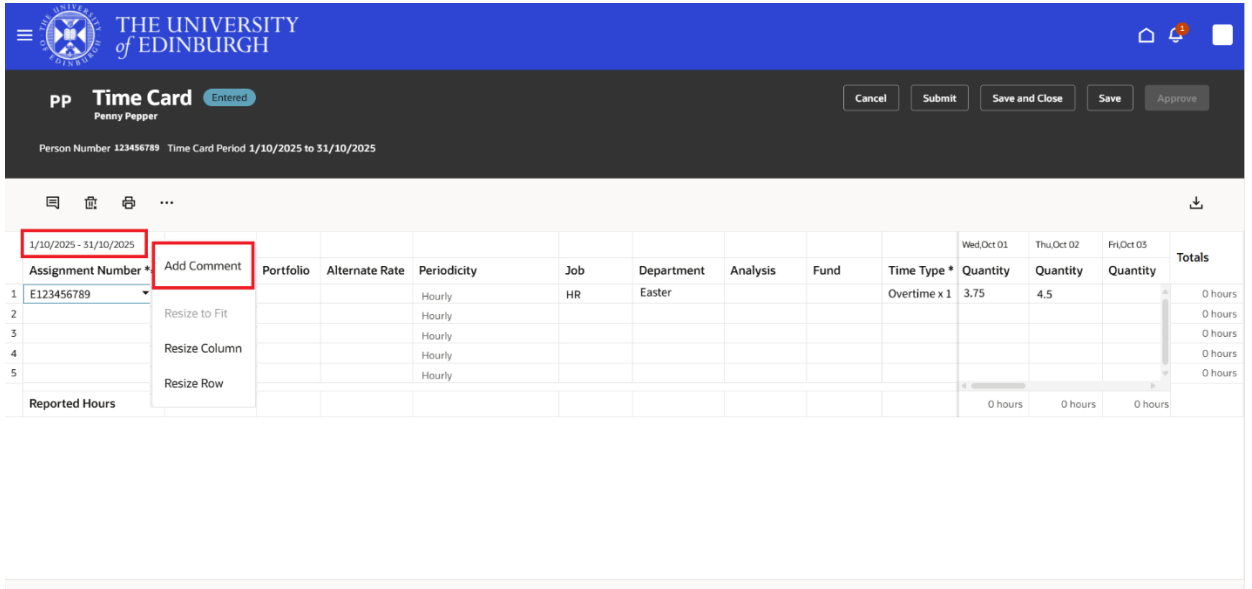 THE UNIVERSITY
of EDINBURGH
THE UNIVERSITY
EDINBURGH
1
PP Time Card Entered Cancel Submit Save and Close Save Approve
Penny Pepper
Person Number 123456789 Time Card Period 1/10/2025 to 31/10/2025
1/10/2025 - 31/10/2025 Wed,Oct 01 Thu,Oct 02 Fri,Oct 03 Totals
Assignment Number * Portfolio Alternate Rate Periodicity Job Department Analysis Fund Time Type * Quantity Quantity Quantity
Add Comment
Resize to Fit
Resize Column
Resize Row
1 E123456789 Hourly HR Easter Overtime x 1 3.75 4.5 0 hours
2 Hourly 0 hours
3 Hourly 0 hours
4 Hourly 0 hours
5 Hourly 0 hours
Reported Hours 0 hours 0 hours 0 hours